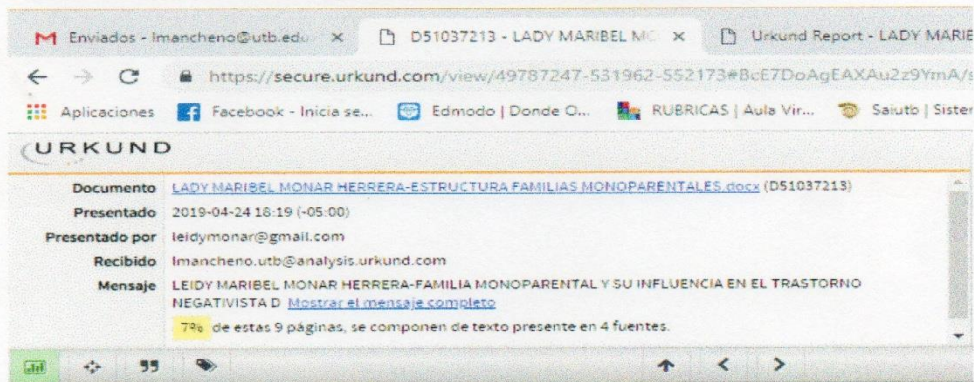 Enviados - lmancheno@utb.edu
D51037213 - LADY MARIBEL MO
Urkund Report - LADY MARIE
https://secure.urkund.com/view/49787247-531962-552173#BcE7DoAgEAXAu2z9YmA/
Aplicaciones
Facebook - Inicia se...
Edmodo | Donde O...
RUBRICAS | Aula Vir...
Saiutb | Sister
URKUND
Documento LADY MARIBEL MONAR HERRERA-ESTRUCTURA FAMILIAS MONOPARENTALES.docx (D51037213)
Presentado 2019-04-24 18:19 (-05:00)
Presentado por leidymonar@gmail.com
Recibido lmancheno.utb@analysis.urkund.com
Mensaje LEIDY MARIBEL MONAR HERRERA-FAMILIA MONOPARENTAL Y SU INFLUENCIA EN EL TRASTORNO
NEGATIVISTA D Mostrar el mensaje completo
7% de estas 9 páginas, se componen de texto presente en 4 fuentes.